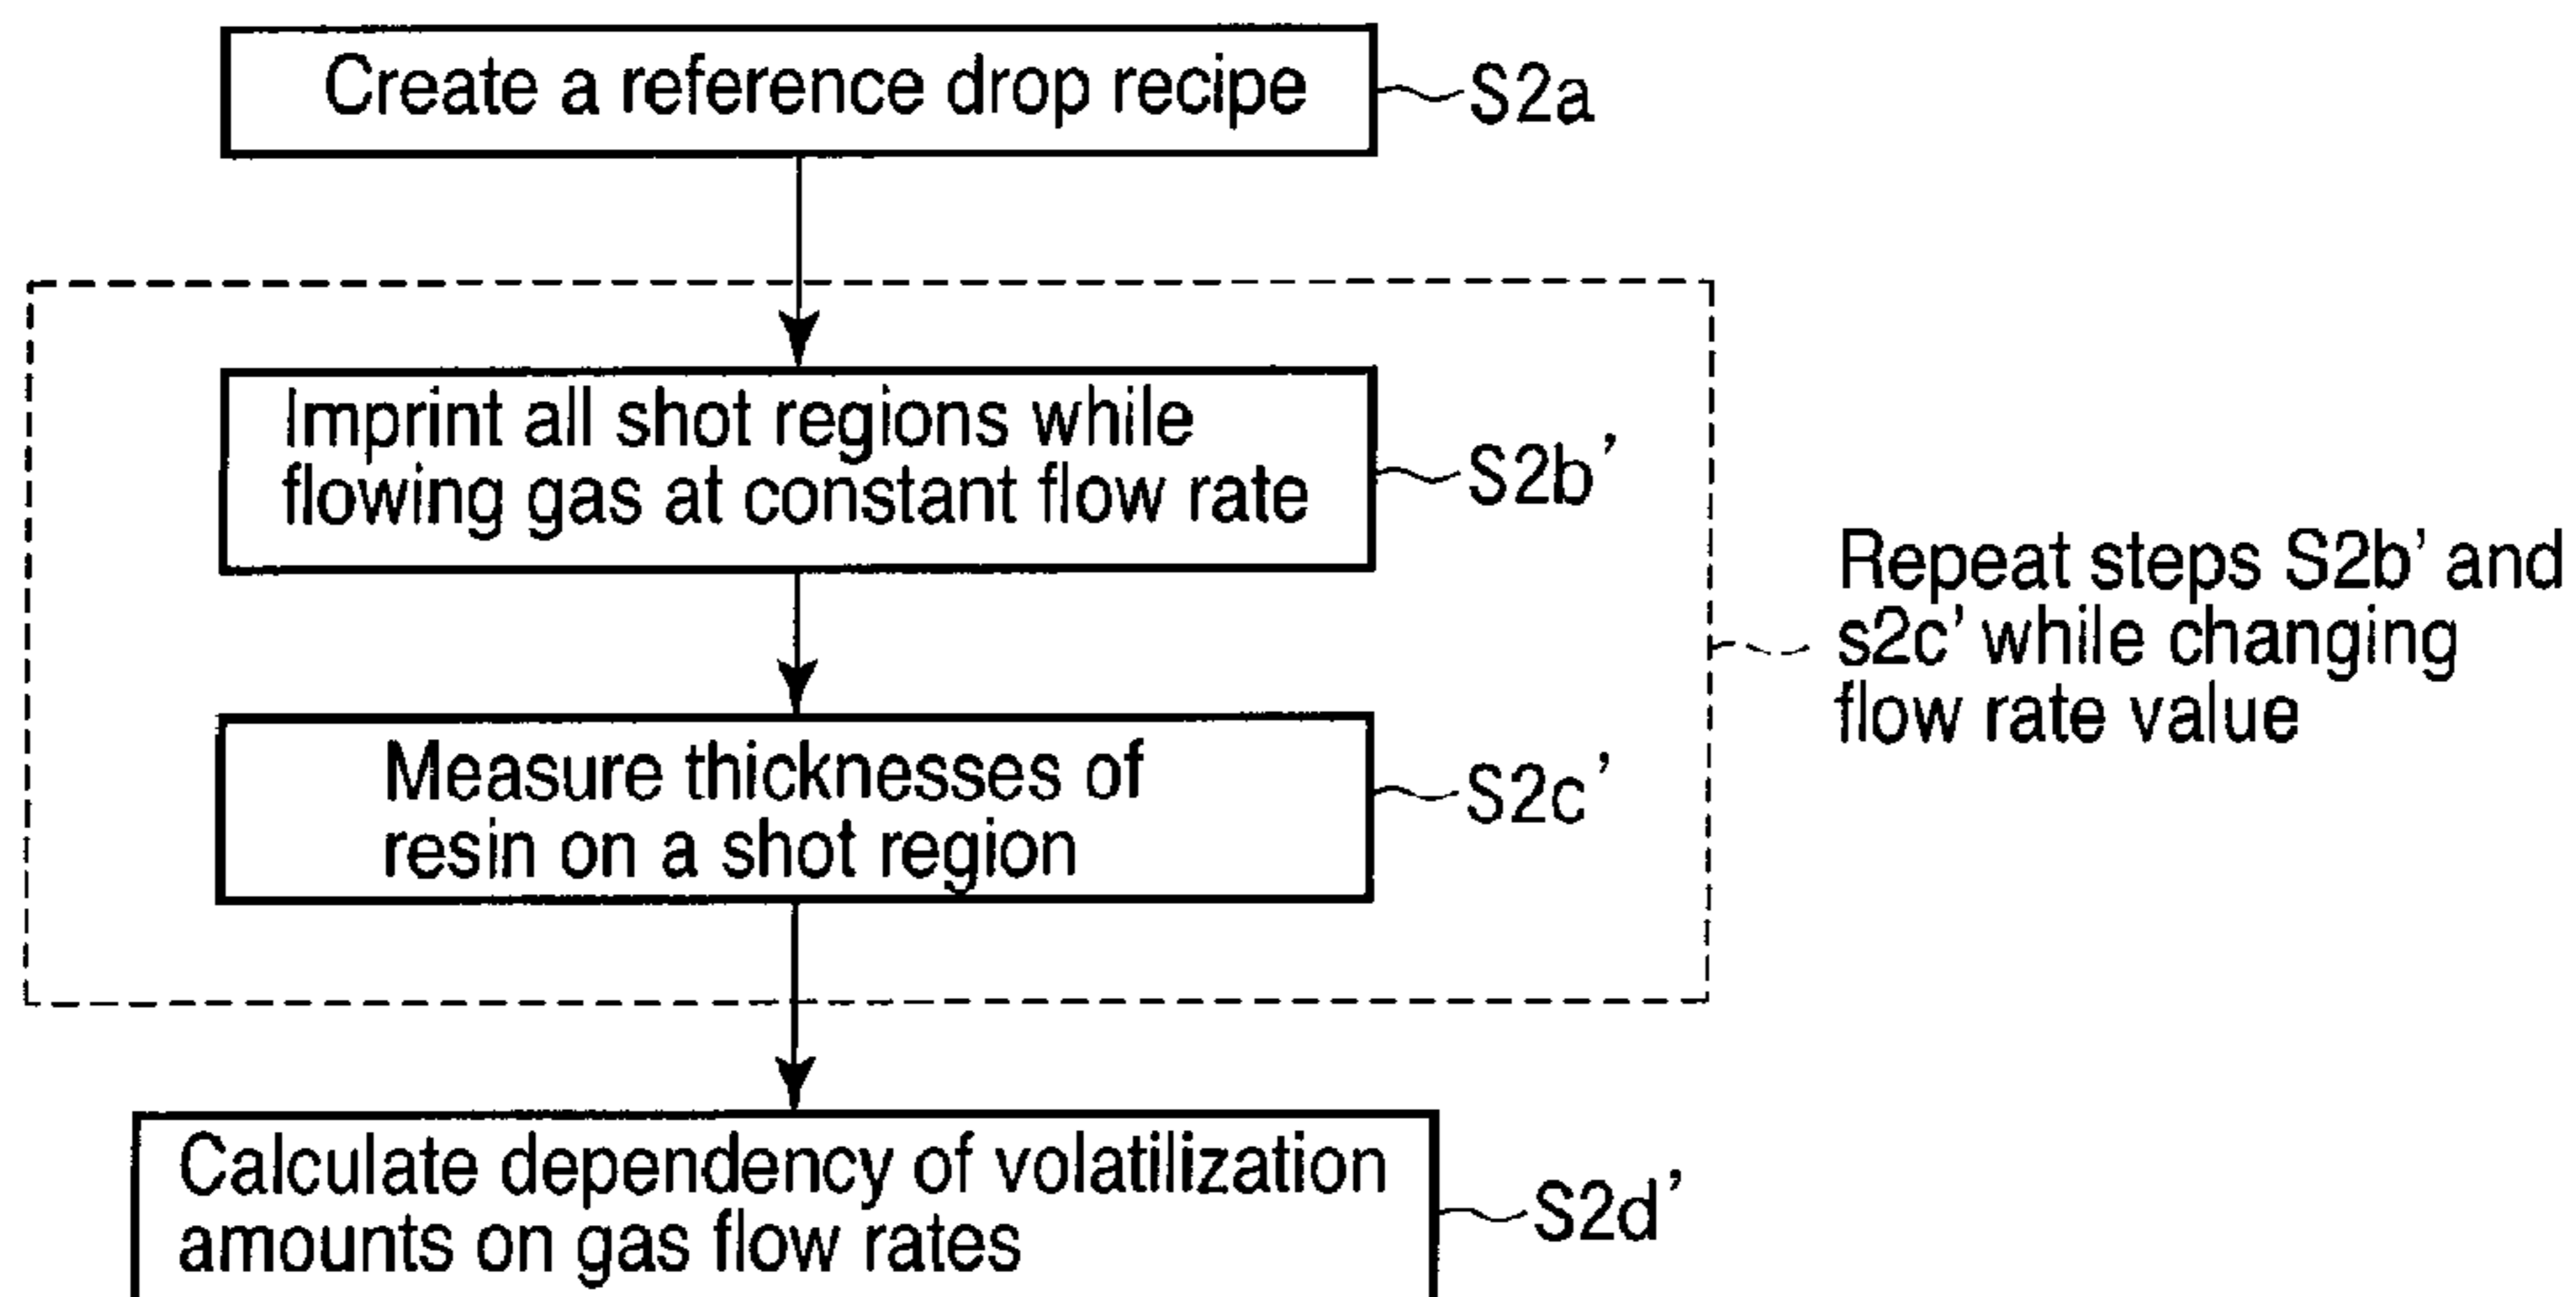 Create a reference drop recipe
S2a
Imprint all shot regions while
flowing gas at constant flow rate
S2b'
Repeat steps S2b' and
s2c' while changing
flow rate value
Measure thicknesses of
resin on a shot region
S2c'
Calculate dependency of volatilization
amounts on gas flow rates
S2d'